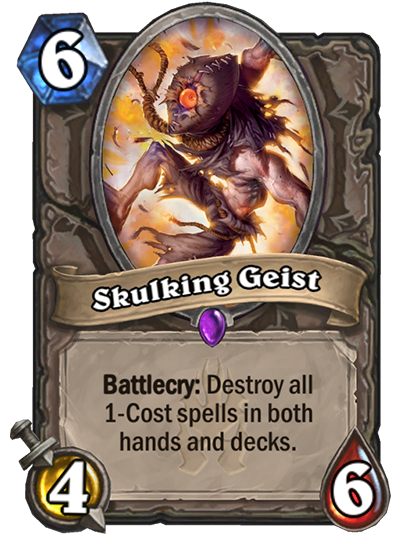 6
Skulking Geist
Battlecry: Destroy all
1-Cost spells in both
hands and decks.
4
6